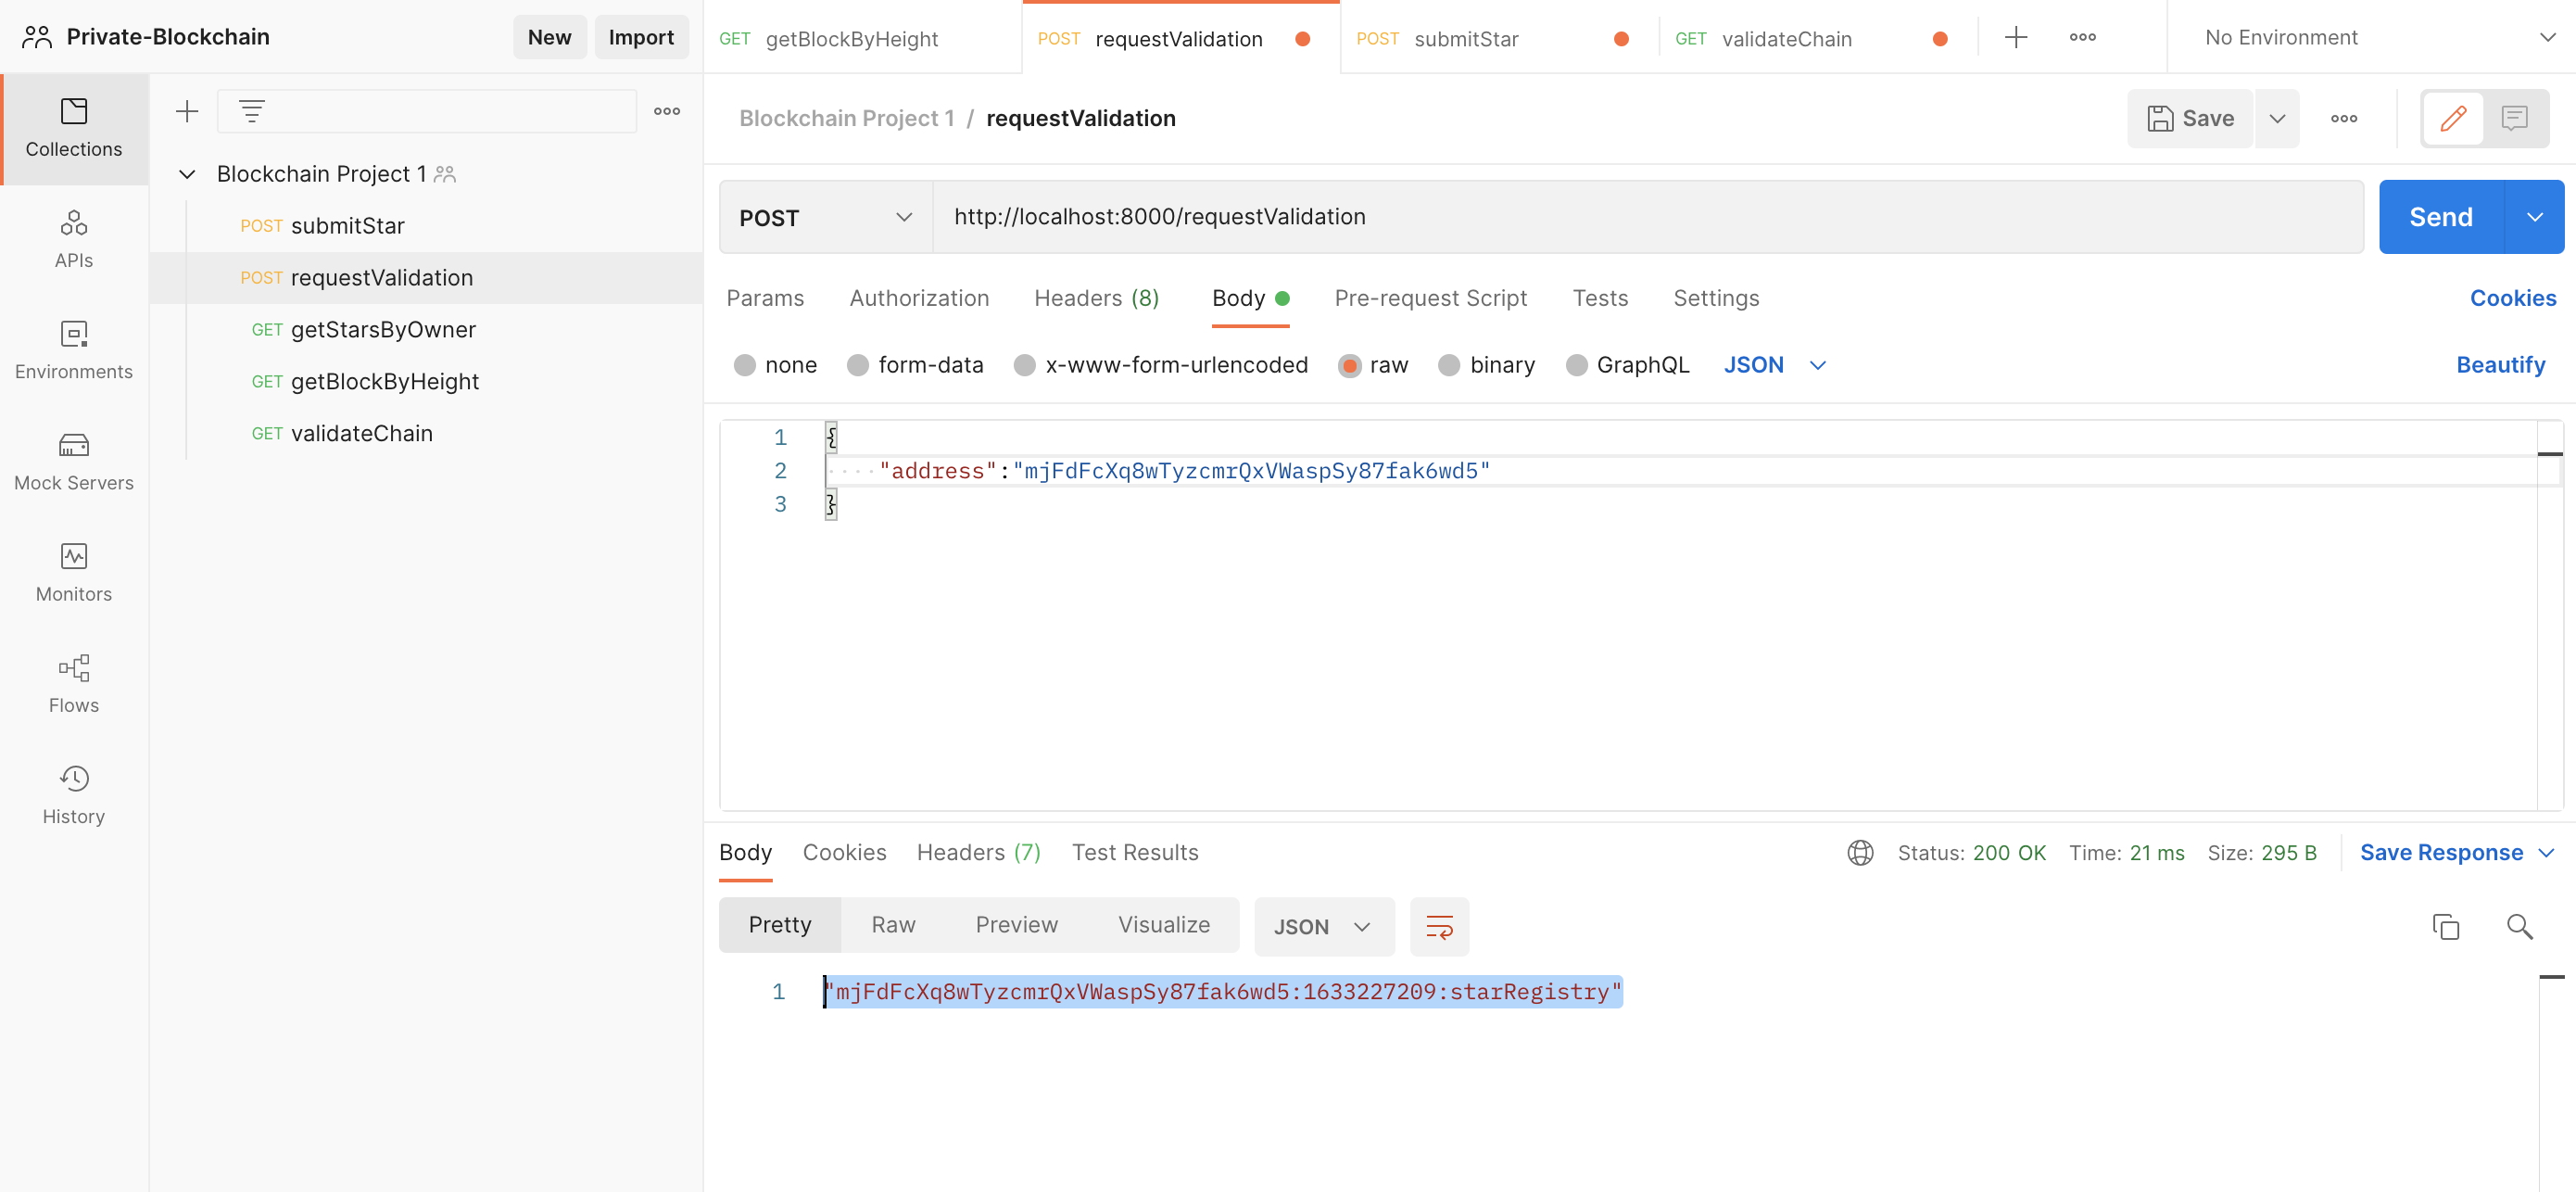 Private-Blockchain
New
Import
GET getBlockByHeight
POST requestValidation
POST submitStar
GET validateChain
No Environment
Collections
APIs
Environments
Mock Servers
Monitors
Flows
History
Blockchain Project 1
POST submitStar
POST requestValidation
GET getStarsByOwner
GET getBlockByHeight
GET validateChain
Blockchain Project 1 / requestValidation
Save
POST
http://localhost:8000/requestValidation
Send
Params Authorization Headers (8) Body Pre-request Script Tests Settings
Cookies
none form-data x-www-form-urlencoded raw binary GraphQL JSON
Beautify
1 {
2 "address":"mjFdFcXq8wTyzcmrQxVWaspSy87fak6wd5"
3 }
Body Cookies Headers (7) Test Results
Status: 200 OK Time: 21 ms Size: 295 B
Save Response
Pretty Raw Preview Visualize
JSON
1 "mjFdFcXq8wTyzcmrQxVWaspSy87fak6wd5:1633227209:starRegistry"